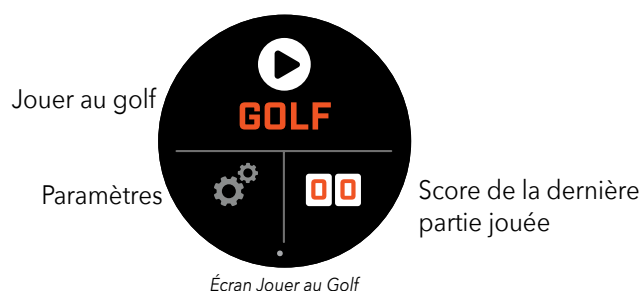 Jouer au golf
GOLF
Paramètres
00
Score de la dernière
partie jouée
Écran Jouer au Golf